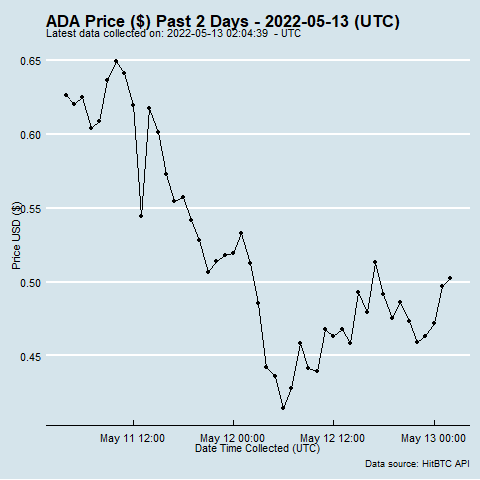 ADA Price ($) Past 2 Days - 2022-05-13 (UTC)
Latest data collected on: 2022-05-13 02:04:39 - UTC
0.65
0.60
0.55
0.50
0.45
Price USD ($)
May 11 12:00
May 12 00:00
May 12 12:00
May 13 00:00
Date Time Collected (UTC)
Data source: HitBTC API